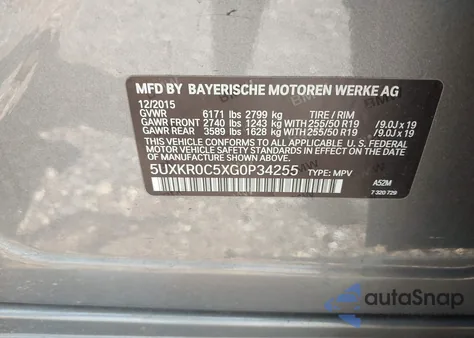 MFD BY BAYERISCHE MOTOREN WERKE AG
12/2015
GVWR 6171 lbs 2799 kg TIRE / RIM
GAWR FRONT 2740 lbs 1243 kg WITH 255/50 R19 /9.0J x 19
GAWR REAR 3589 lbs 1628 kg WITH 255/50 R19 /9.0J x 19
THIS VEHICLE CONFORMS TO ALL APPLICABLE U.S. FEDERAL
MOTOR VEHICLE SAFETY STANDARDS IN EFFECT ON THE
DATE OF MANUFACTURE SHOWN ABOVE.
5UXKR0C5XG0P34255 TYPE: MPV
A52M
7 320 729
autoSnap